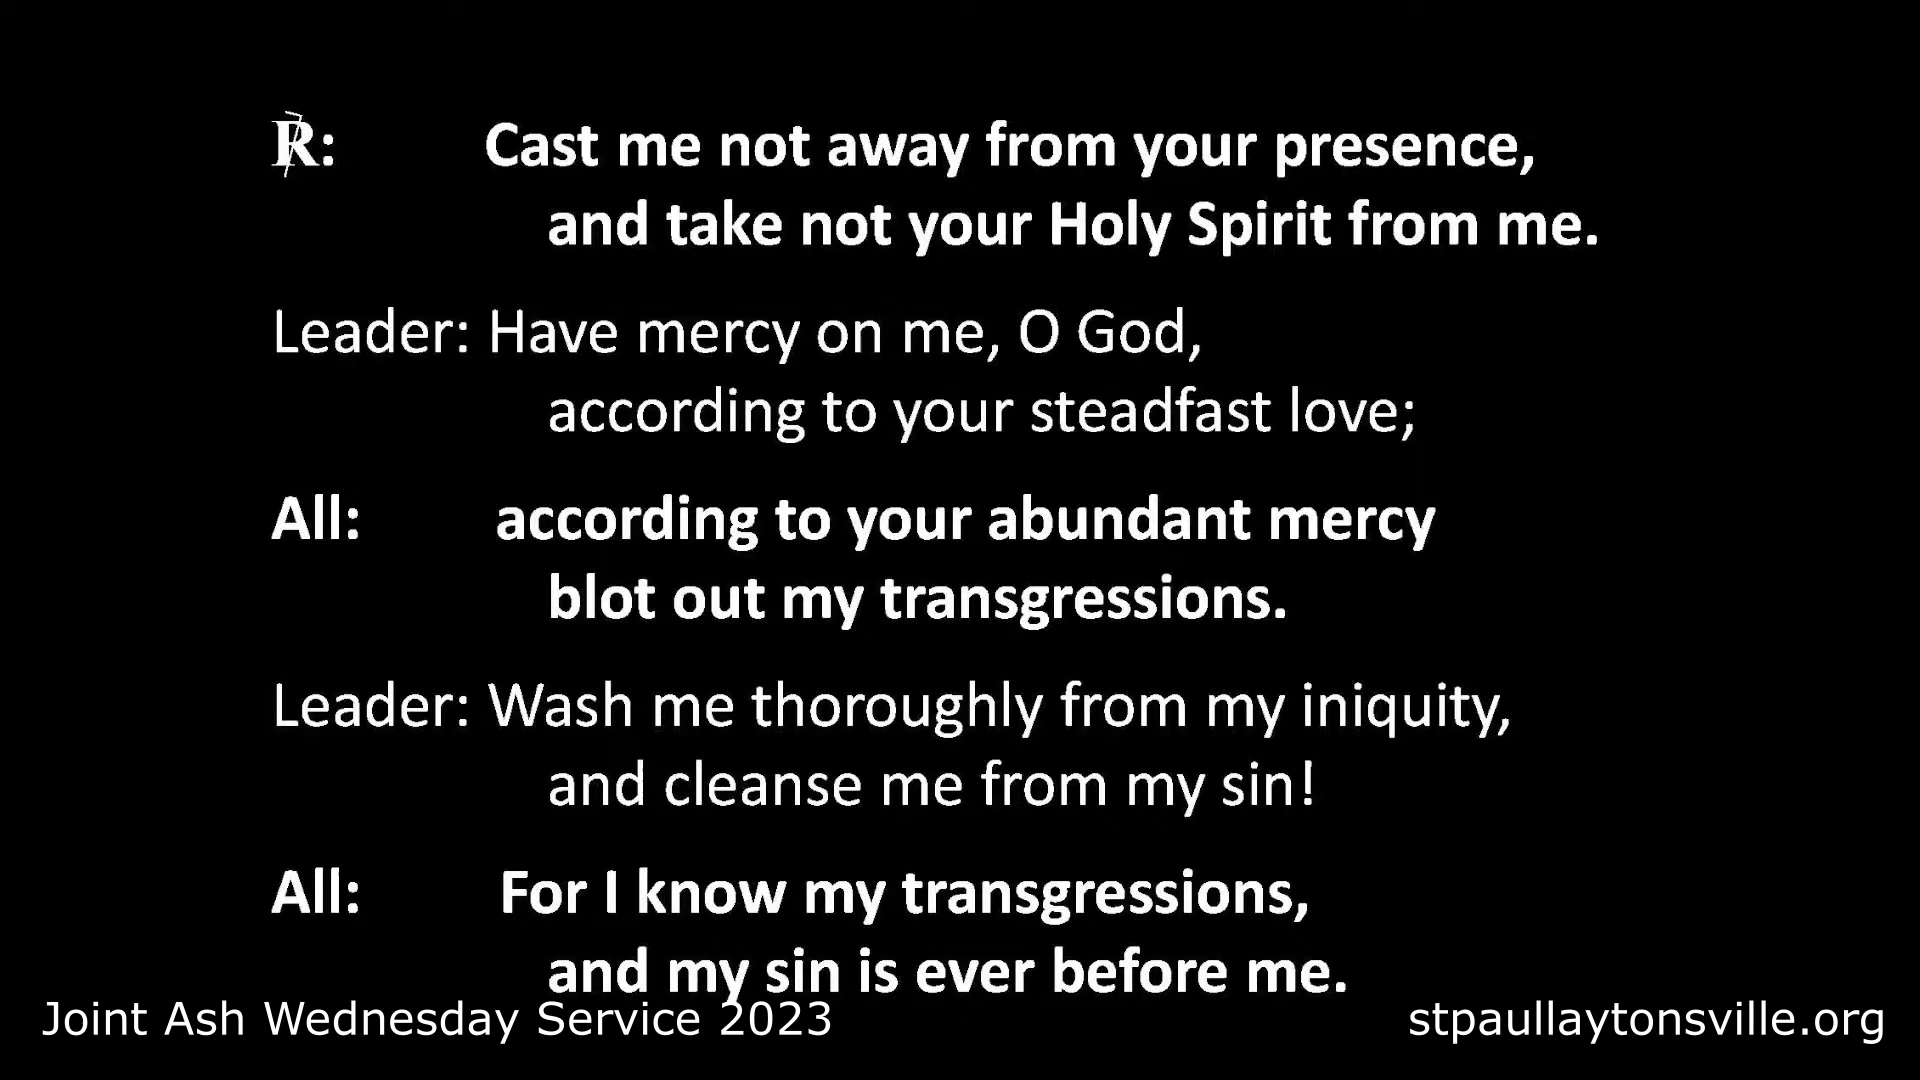 ℟: Cast me not away from your presence,
and take not your Holy Spirit from me.
Leader: Have mercy on me, O God,
according to your steadfast love;
All: according to your abundant mercy
blot out my transgressions.
Leader: Wash me thoroughly from my iniquity,
and cleanse me from my sin!
All: For I know my transgressions,
and my sin is ever before me.
Joint Ash Wednesday Service 2023
stpaullaytonsville.org